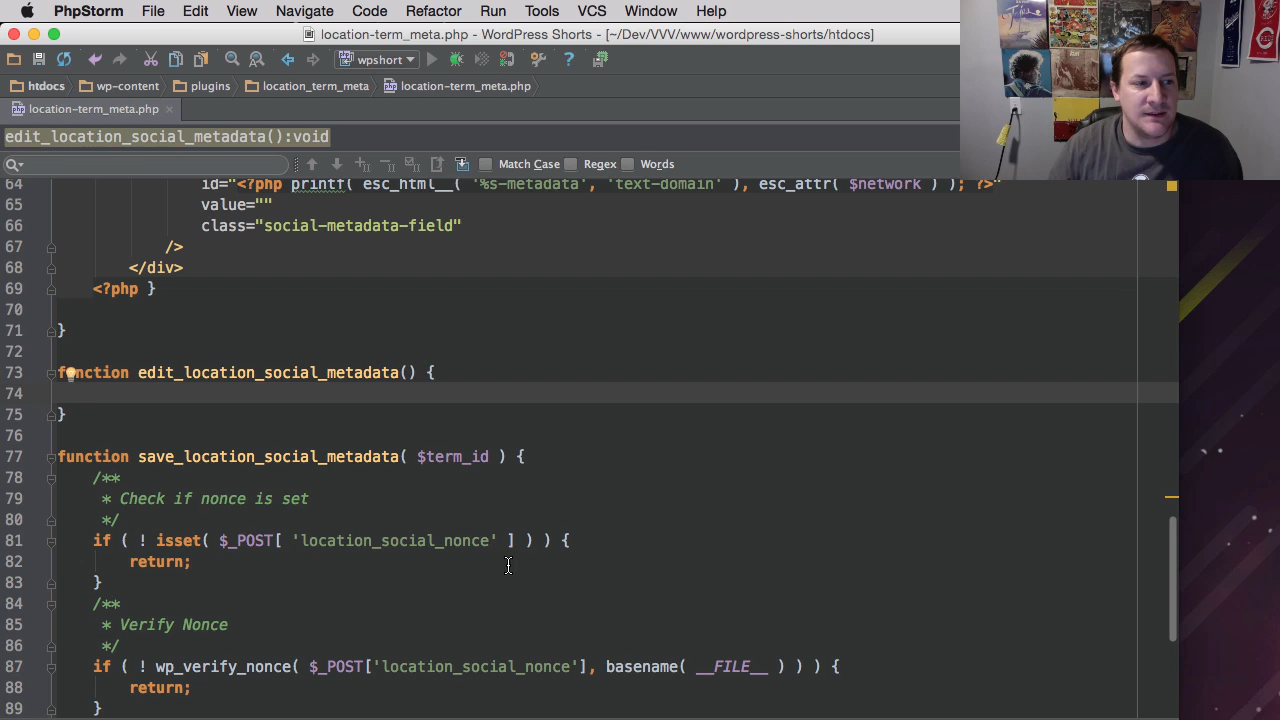 PhpStorm File Edit View Navigate Code Refactor Run Tools VCS Window Help
location-term_meta.php - WordPress Shorts - [~/Dev/VVV/www/wordpress-shorts/htdocs]
wpshort
htdocs wp-content plugins location_term_meta location-term_meta.php
location-term_meta.php
edit_location_social_metadata():void
Match Case Regex Words
64 id="<?php printf( esc_html__( '%s-metadata', 'text-domain' ), esc_attr( $network ) ); ?>"
65 value=""
66 class="social-metadata-field"
67 />
68 </div>
69 <?php }
70
71 }
72
73 function edit_location_social_metadata() {
74
75 }
76
77 function save_location_social_metadata( $term_id ) {
78 /**
79 * Check if nonce is set
80 */
81 if ( ! isset( $_POST[ 'location_social_nonce' ] ) ) {
82 return;
83 }
84 /**
85 * Verify Nonce
86 */
87 if ( ! wp_verify_nonce( $_POST['location_social_nonce'], basename( __FILE__ ) ) ) {
88 return;
89 }